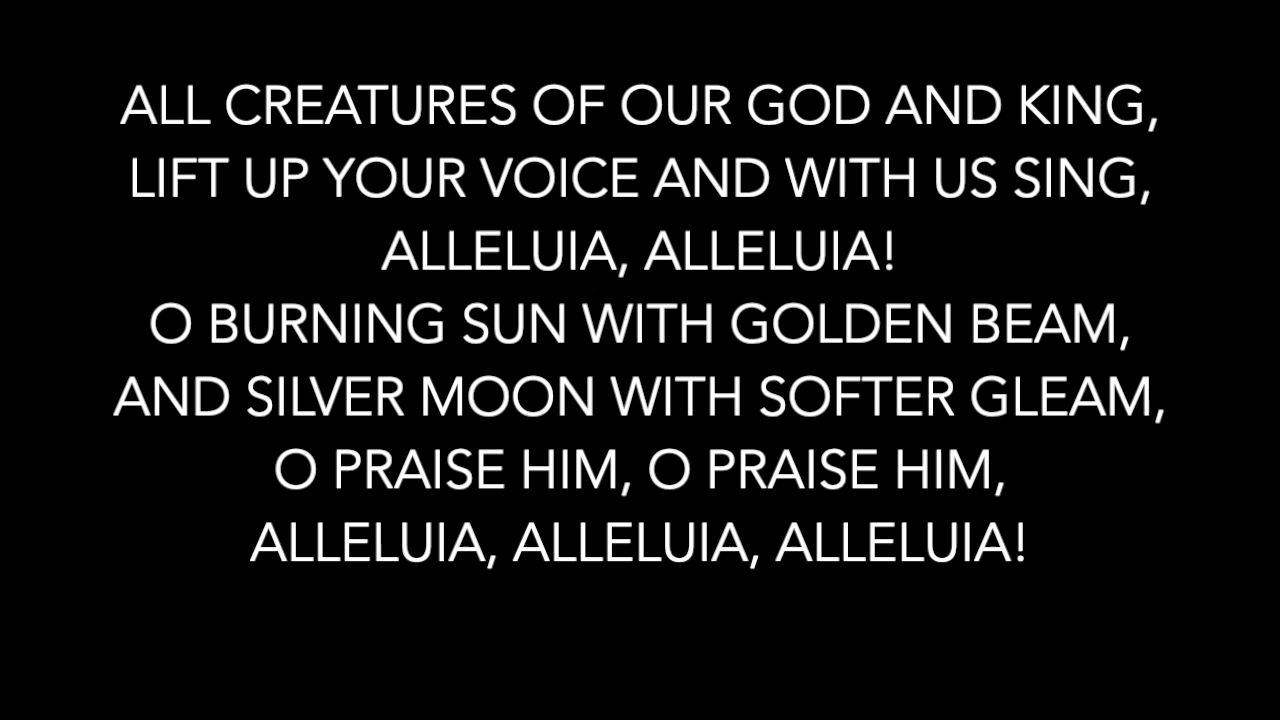 ALL CREATURES OF OUR GOD AND KING,
LIFT UP YOUR VOICE AND WITH US SING,
ALLELUIA, ALLELUIA!
O BURNING SUN WITH GOLDEN BEAM,
AND SILVER MOON WITH SOFTER GLEAM,
O PRAISE HIM, O PRAISE HIM,
ALLELUIA, ALLELUIA, ALLELUIA!